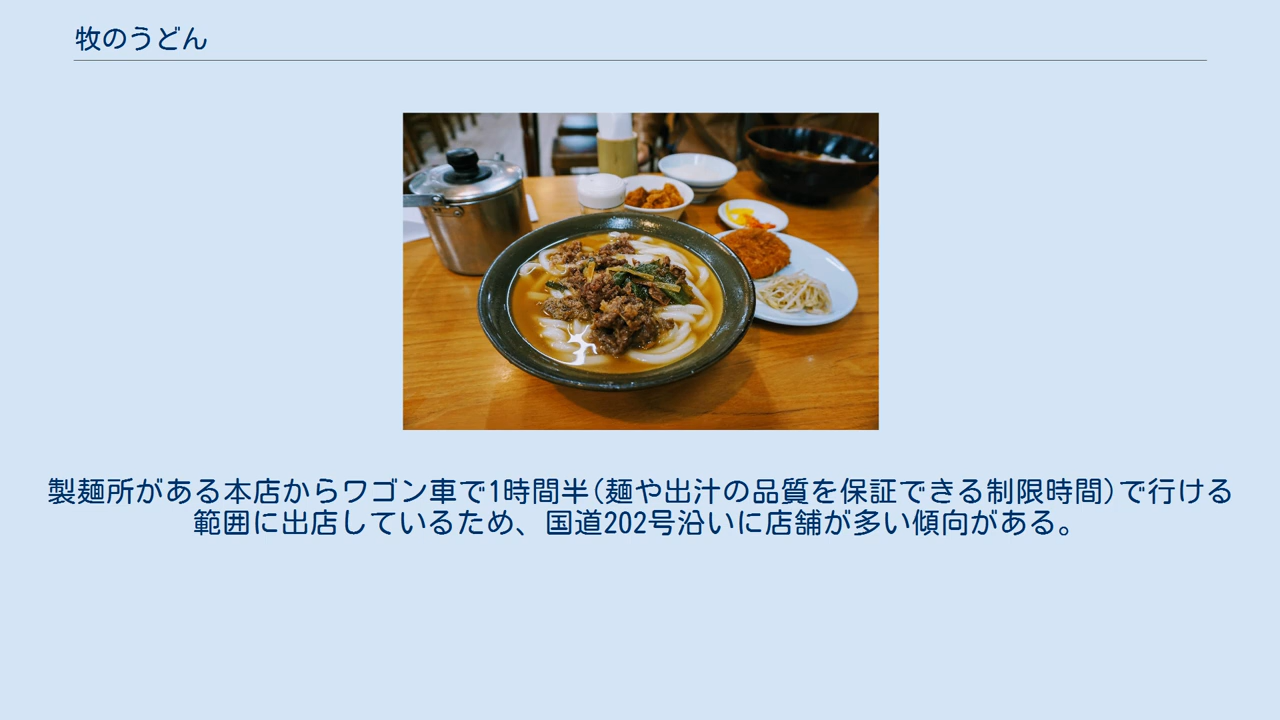 牧のうどん
製麺所がある本店からワゴン車で1時間半(麺や出汁の品質を保証できる制限時間)で行ける
範囲に出店しているため、国道202号沿いに店舗が多い傾向がある。